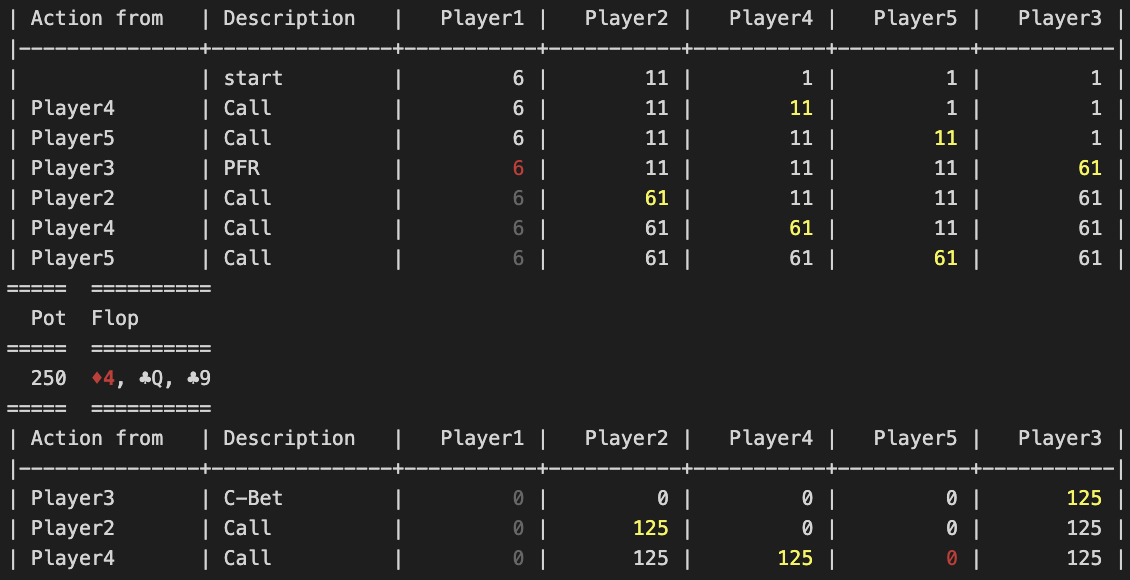 | Action from   | Description   |   Player1 |   Player2 |   Player4 |   Player5 |   Player3 |
|---------------+---------------+-----------+-----------+-----------+-----------+-----------|
|               | start         |         6 |        11 |         1 |         1 |         1 |
| Player4       | Call          |         6 |        11 |        11 |         1 |         1 |
| Player5       | Call          |         6 |        11 |        11 |        11 |         1 |
| Player3       | PFR           |         6 |        11 |        11 |        11 |        61 |
| Player2       | Call          |         6 |        61 |        11 |        11 |        61 |
| Player4       | Call          |         6 |        61 |        61 |        11 |        61 |
| Player5       | Call          |         6 |        61 |        61 |        61 |        61 |
=====  ==========
  Pot  Flop
=====  ==========
  250  ♦4, ♣Q, ♣9
=====  ==========
| Action from   | Description   |   Player1 |   Player2 |   Player4 |   Player5 |   Player3 |
|---------------+---------------+-----------+-----------+-----------+-----------+-----------|
| Player3       | C-Bet         |         0 |         0 |         0 |         0 |       125 |
| Player2       | Call          |         0 |       125 |         0 |         0 |       125 |
| Player4       | Call          |         0 |       125 |       125 |         0 |       125 |